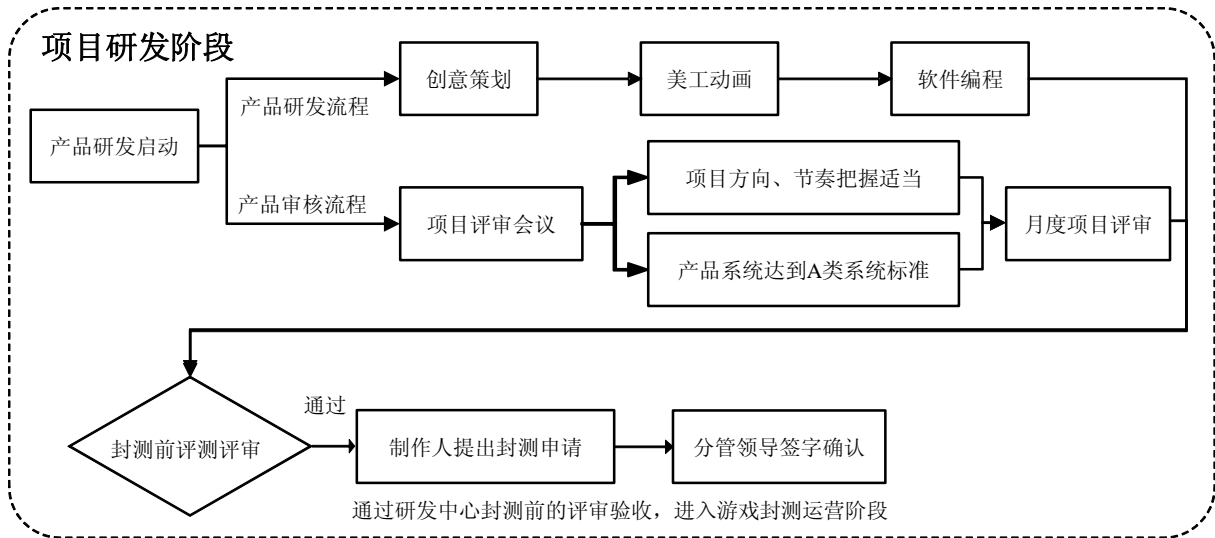 项目研发阶段
创意策划
美工动画
软件编程
产品研发流程
产品研发启动
项目方向、节奏把握适当
产品审核流程
项目评审会议
月度项目评审
产品系统达到A类系统标准
通过
封测前评测评审
制作人提出封测申请
分管领导签字确认
通过研发中心封测前的评审验收，进入游戏封测运营阶段